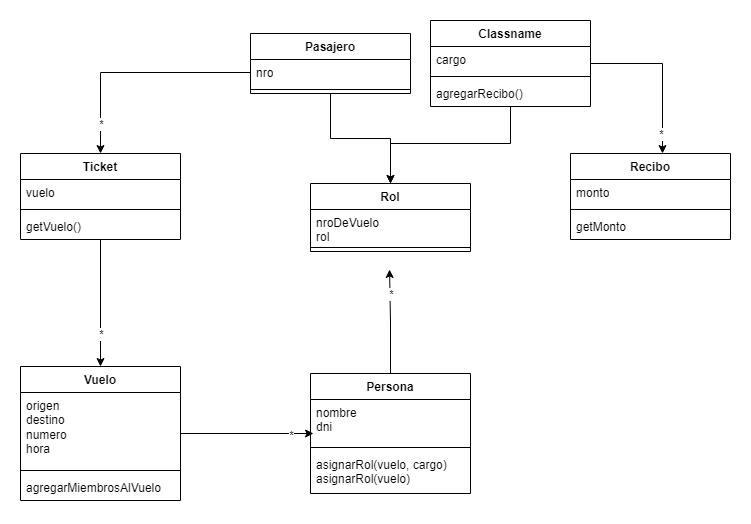 Pasajero
nro
Classname
cargo
agregarRecibo()
*
*
Ticket
vuelo
getVuelo()
Rol
nroDeVuelo
rol
Recibo
monto
getMonto
*
*
Vuelo
origen
destino
numero
hora
agregarMiembrosAlVuelo
*
Persona
nombre
dni
asignarRol(vuelo, cargo)
asignarRol(vuelo)